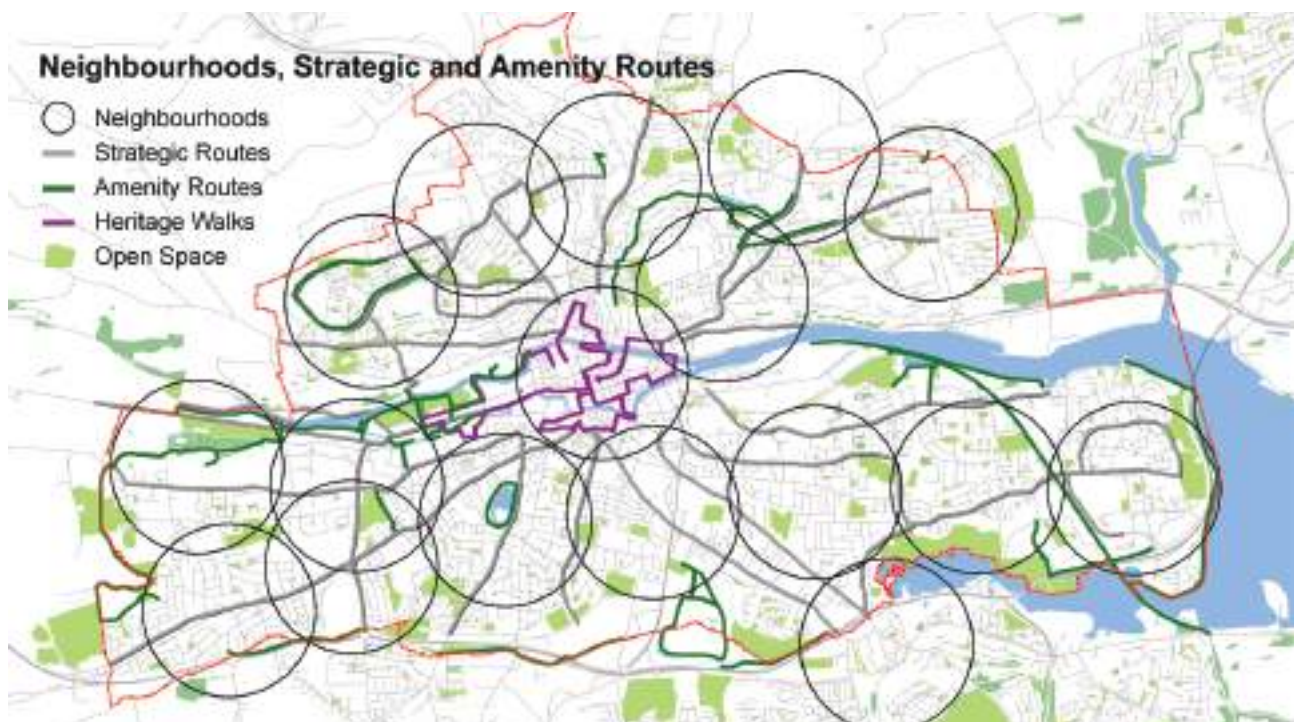 Neighbourhoods, Strategic and Amenity Routes
Neighbourhoods
Strategic Routes
Amenity Routes
Heritage Walks
Open Space